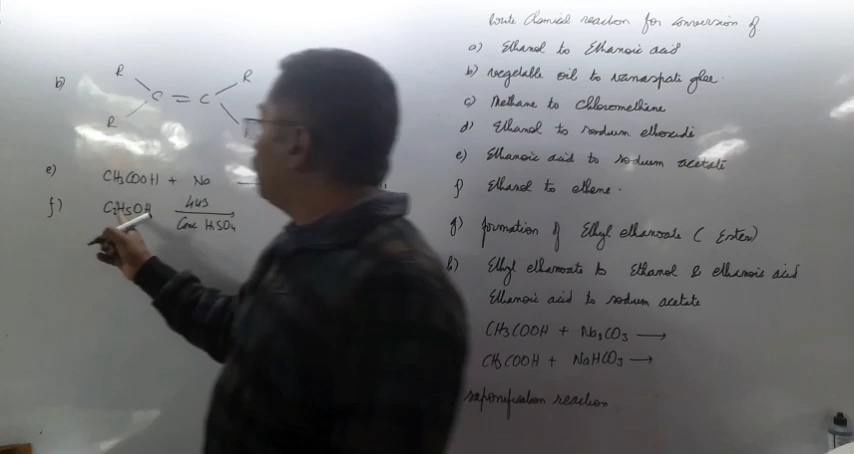 b)
R R
C = C
R
e) CH3COOH + Na
f) C2H5OH 443
Conc H2SO4
Write Chemical reaction for conversion of
a) Ethanol to Ethanoic acid
b) vegetable oil to vanaspati ghee.
c) Methane to Chloromethane
d) Ethanol to sodium ethoxide
e) Ethanoic acid to sodium acetate
f) Ethanol to ethene.
g) formation of Ethyl ethanoate (Ester)
h) Ethyl ethanoate to Ethanol & ethanoic acid
Ethanoic acid to sodium acetate
CH3COOH + Na2CO3 →
CH3COOH + NaHCO3 →
saponification reaction